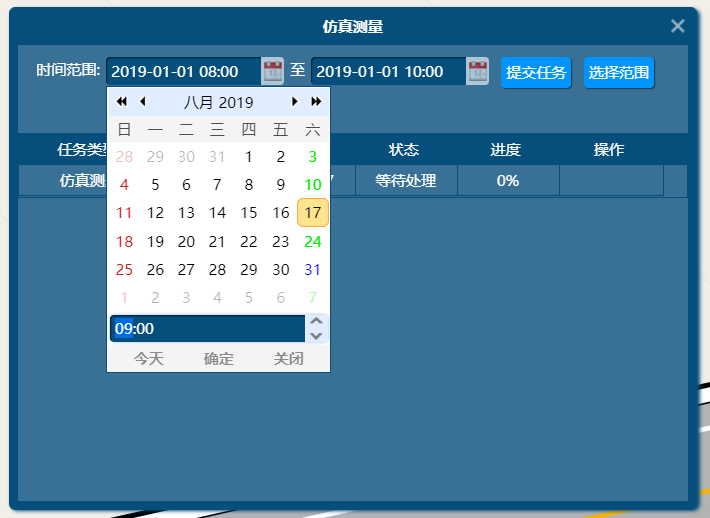 仿真测量
时间范围: 2019-01-01 08:00 至 2019-01-01 10:00 提交任务 选择范围
八月 2019
日 一 二 三 四 五 六
28 29 30 31 1 2 3
4 5 6 7 8 9 10
11 12 13 14 15 16 17
18 19 20 21 22 23 24
25 26 27 28 29 30 31
1 2 3 4 5 6 7
09:00
今天 确定 关闭
任务类 状态 进度 操作
仿真测 等待处理 0%